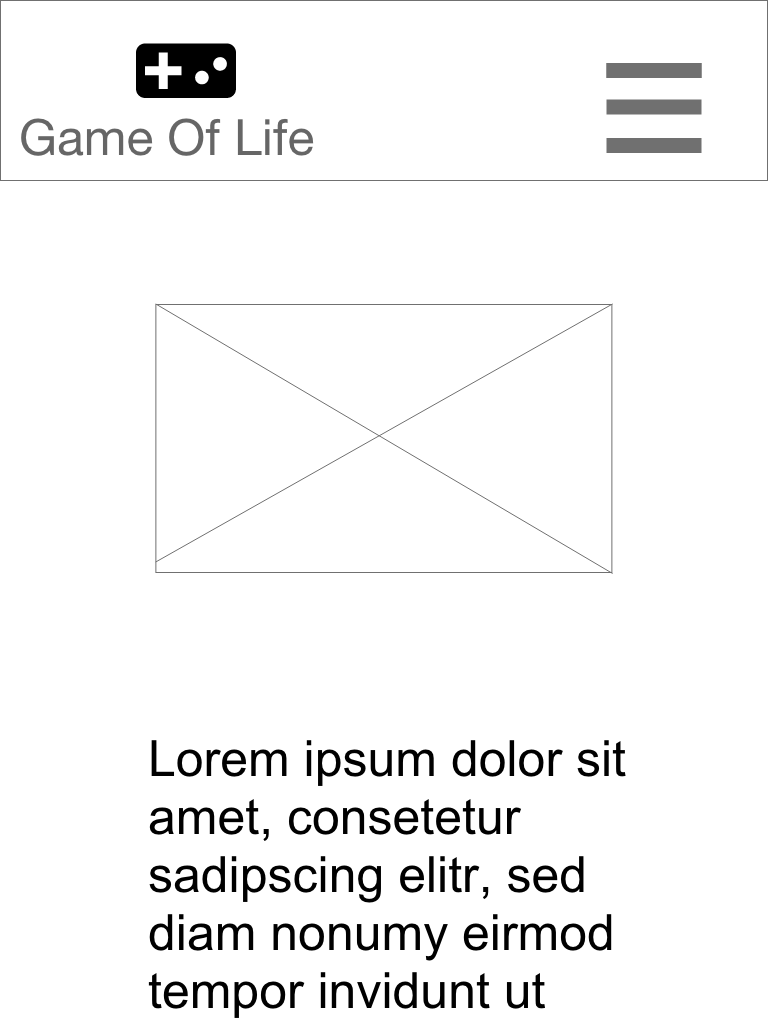 Game Of Life
Lorem ipsum dolor sit
amet, consetetur
sadipscing elitr, sed
diam nonumy eirmod
tempor invidunt ut